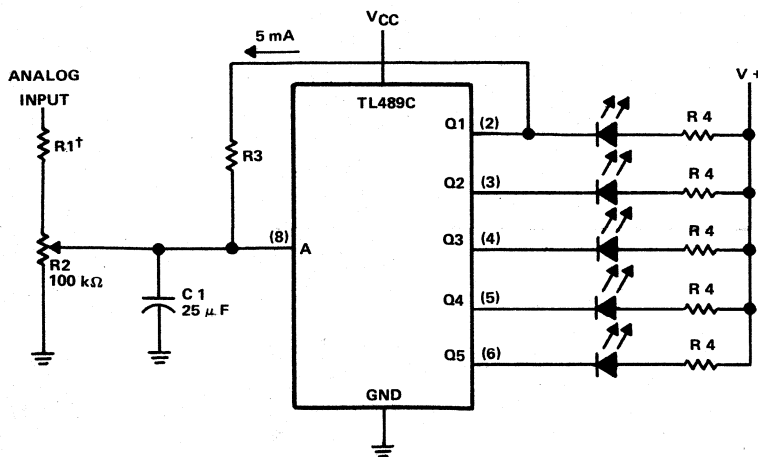 VCC
5 mA
ANALOG
INPUT
V +
TL489C
R1†
R3
Q1 (2)
R 4
Q2 (3)
R 4
Q3 (4)
R 4
(8) A
R2
100 kΩ
C 1
25 μF
Q4 (5)
R 4
Q5 (6)
R 4
GND